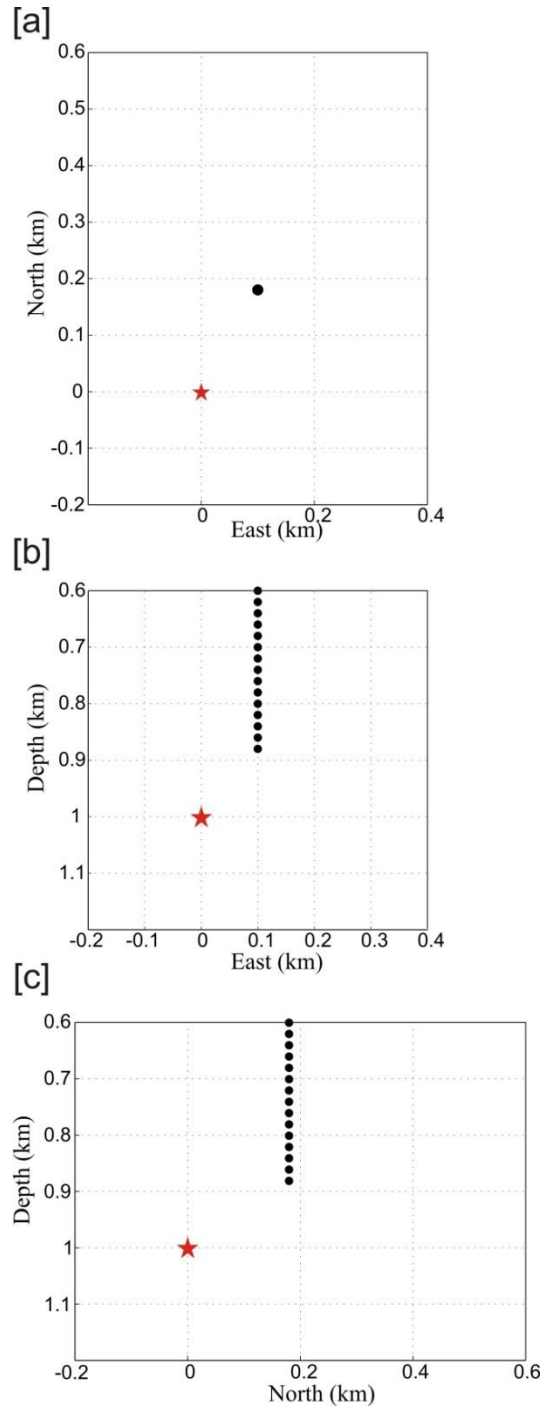 [a]
0.6
0.5
0.4
0.3
0.2
0.1
0
-0.1
-0.2
North (km)
0 0.2 0.4
East (km)
[b]
0.6
0.7
0.8
0.9
1
1.1
Depth (km)
-0.2 -0.1 0 0.1 0.2 0.3 0.4
East (km)
[c]
0.6
0.7
0.8
0.9
1
1.1
Depth (km)
-0.2 0 0.2 0.4 0.6
North (km)